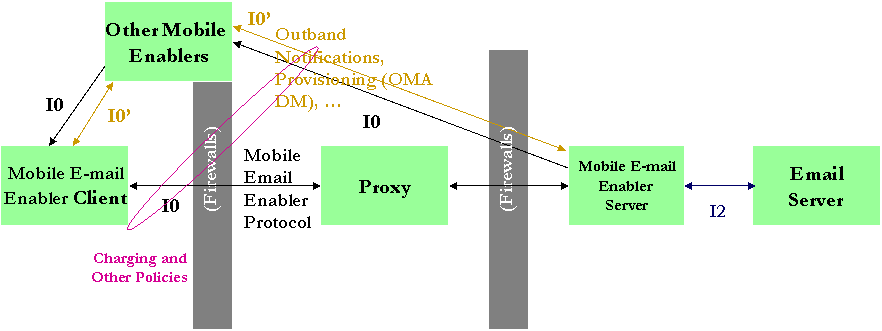 Other Mobile
Enablers
I0’
Outband
Notifications,
Provisioning (OMA
DM), …
I0
I0’
I0
(Firewalls)
(Firewalls)
Mobile E-mail
Enabler Client
I0
Mobile
Email
Enabler
Protocol
Proxy
Mobile E-mail
Enabler
Server
I2
Email
Server
Charging and
Other Policies